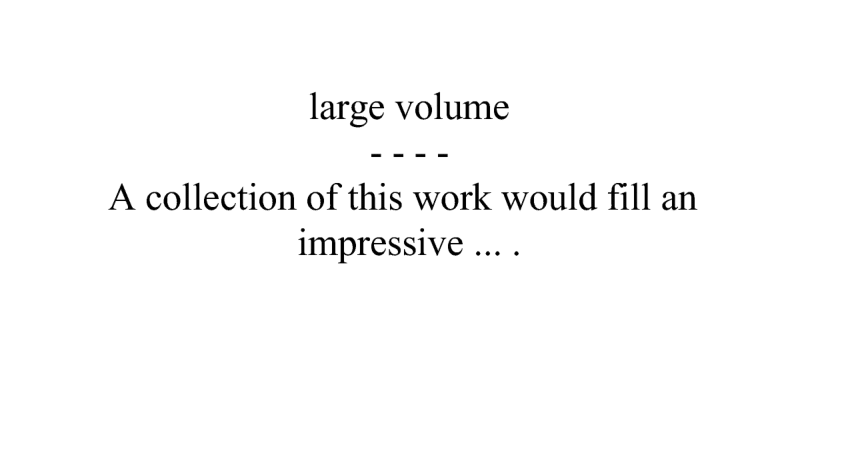 large volume
- - - -
A collection of this work would fill an
impressive ... .